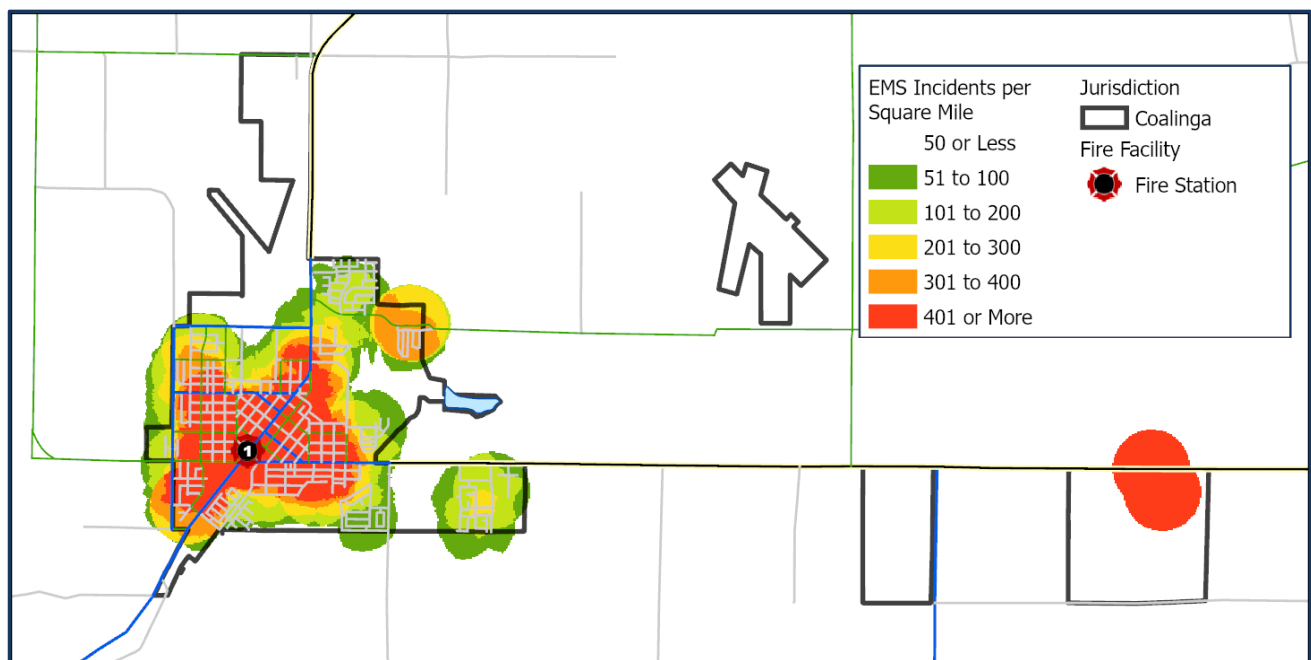 EMS Incidents per
Square Mile
50 or Less
51 to 100
101 to 200
201 to 300
301 to 400
401 or More
Jurisdiction
Coalinga
Fire Facility
Fire Station
1